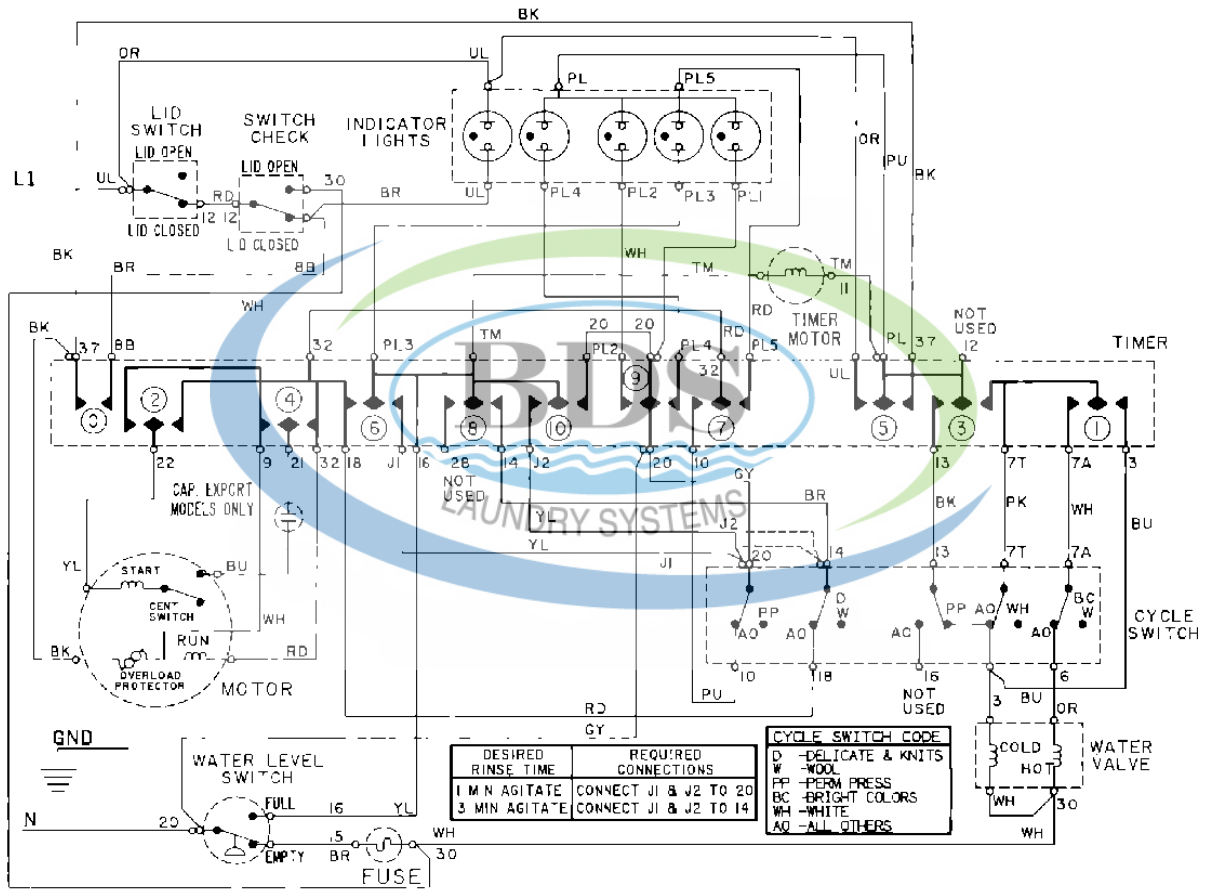 BK
OR
UL
PL
PL5
LID
SWITCH
LID OPEN
LID CLOSED
SWITCH
CHECK
LID OPEN
LID CLOSED
INDICATOR
LIGHTS
L1
UL
RD
12 12
30
BR
UL
PL4
PL2
PL3
PL1
OR
PU
BK
BK
BR
BB
WH
WH
TM
TM
11
RD
TIMER
MOTOR
NOT
USED
12
BK
37
BB
32
PL3
TM
20 20
PL2
PL4
RD
32
PL5
UL
PL
37
TIMER
BDS
LAUNDRY SYSTEMS
0
2
4
6
8
10
9
7
5
3
1
22
9
21
32
18
J1
16
2B
NOT
USED
14
J2
20
10
13
7T
7A
3
CAP. EXPORT
MODELS ONLY
YL
START
CENT
SWITCH
BU
WH
RUN
RD
BK
OVERLOAD
PROTECTOR
MOTOR
GY
BR
YL
YL
J2
J1
20
14
BK
PK
WH
BU
13
7T
7A
PP
AO
D
W
AO
AO
PP
AO
WH
BC
W
AO
CYCLE
SWITCH
10
18
16
NOT
USED
3
BU
6
OR
PU
RD
GY
GND
WATER LEVEL
SWITCH
FULL
EMPTY
N
20
16
YL
15
BR
FUSE
WH
30
DESIRED
RINSE TIME
REQUIRED
CONNECTIONS
1 MIN AGITATE CONNECT J1 & J2 TO 20
3 MIN AGITATE CONNECT J1 & J2 TO 14
CYCLE SWITCH CODE
D -DELICATE & KNITS
W -WOOL
PP -PERM PRESS
BC -BRIGHT COLORS
WH -WHITE
AO -ALL OTHERS
COLD
HOT
WATER
VALVE
WH
30
WH